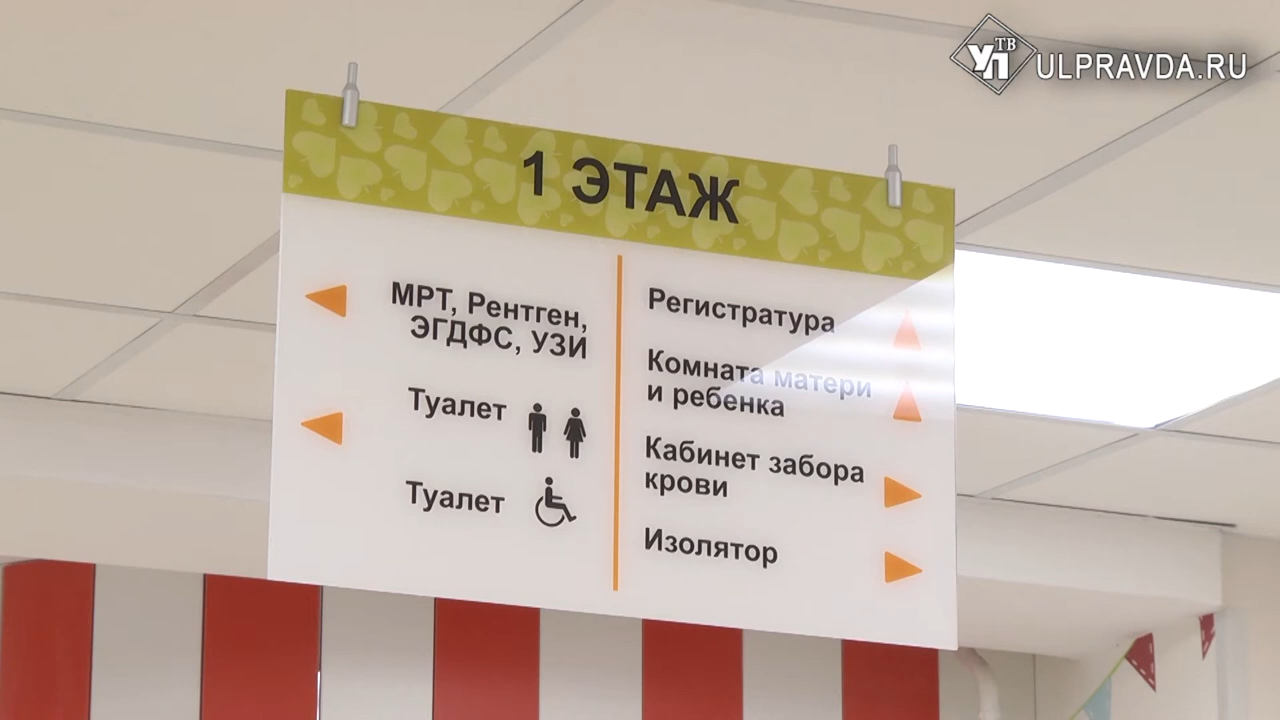 ТВ
УП
ULPRAVDA.RU
1 ЭТАЖ
МРТ, Рентген,
ЭГДФС, УЗИ
Туалет
Туалет
Регистратура
Комната матери
и ребенка
Кабинет забора
крови
Изолятор